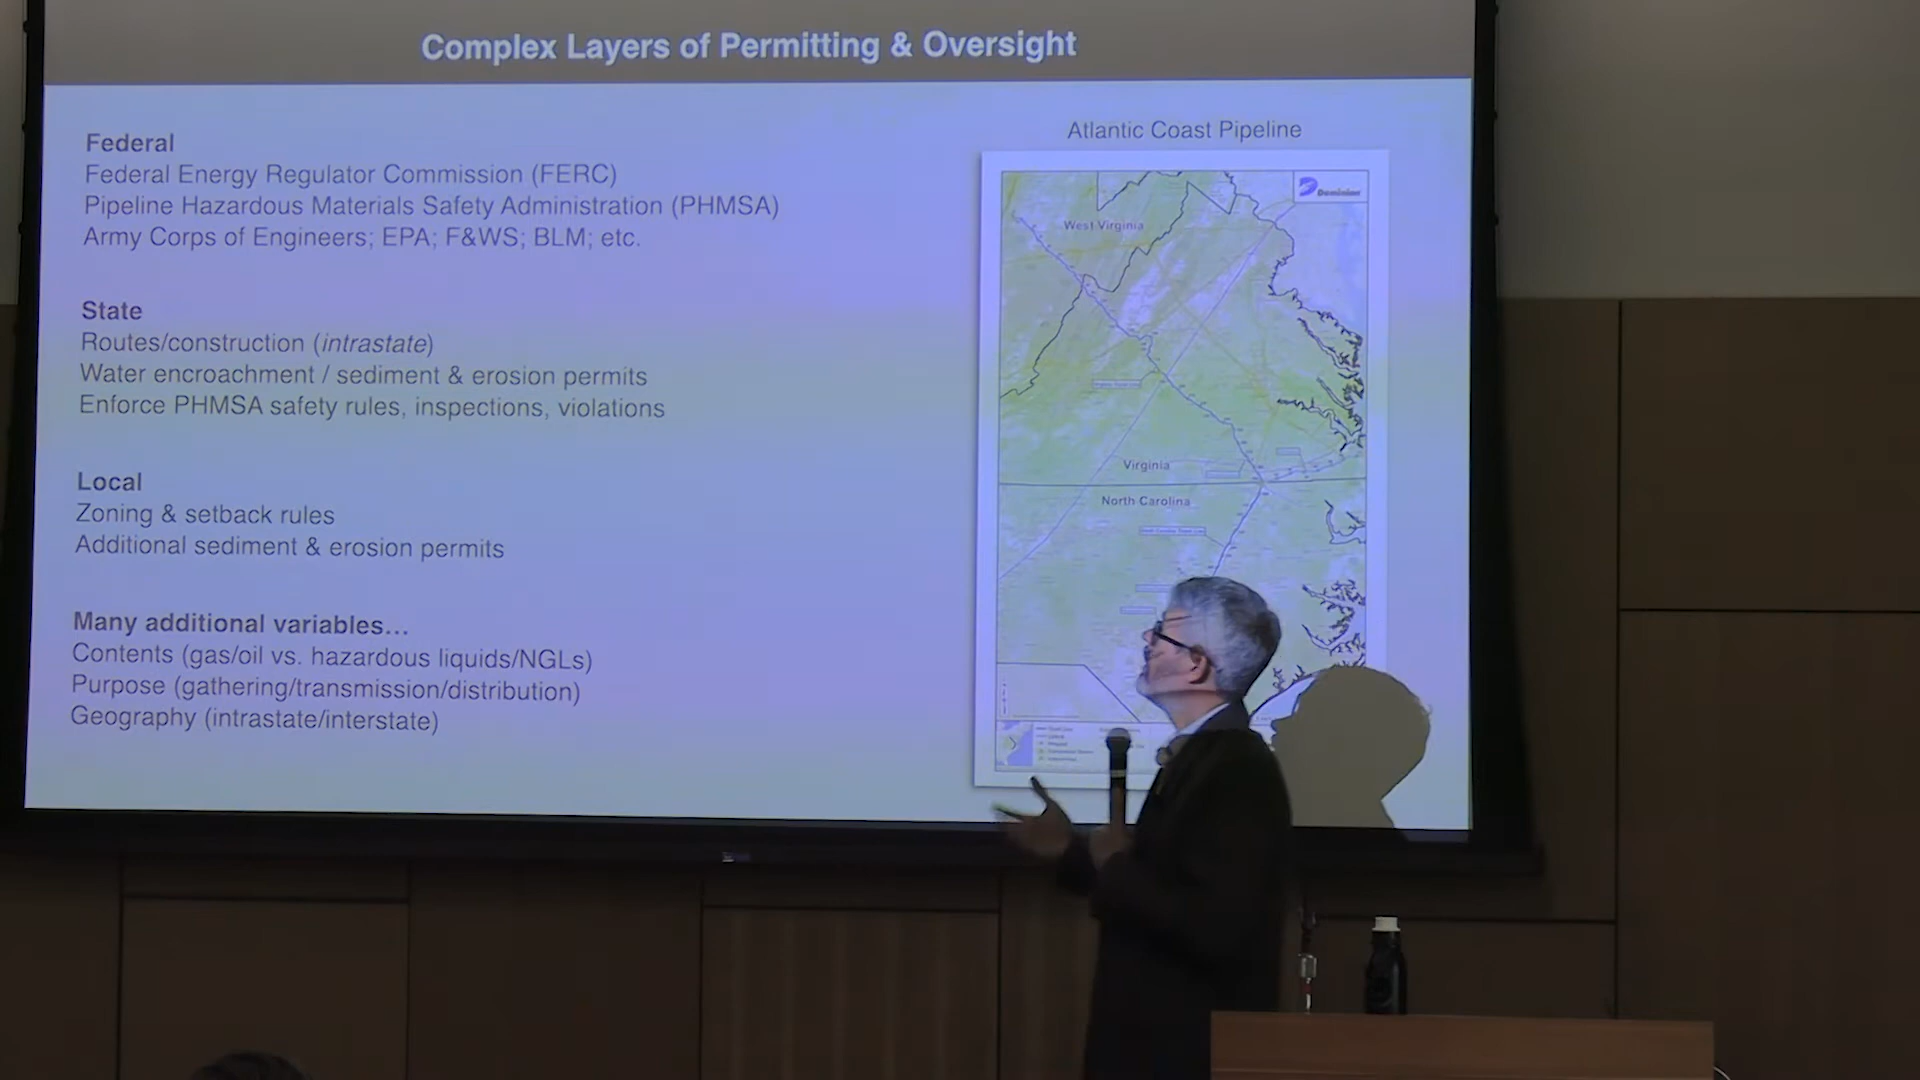 Complex Layers of Permitting & Oversight
Federal
Federal Energy Regulator Commission (FERC)
Pipeline Hazardous Materials Safety Administration (PHMSA)
Army Corps of Engineers; EPA; F&WS; BLM; etc.
State
Routes/construction (intrastate)
Water encroachment / sediment & erosion permits
Enforce PHMSA safety rules, inspections, violations
Local
Zoning & setback rules
Additional sediment & erosion permits
Many additional variables…
Contents (gas/oil vs. hazardous liquids/NGLs)
Purpose (gathering/transmission/distribution)
Geography (intrastate/interstate)
Atlantic Coast Pipeline
Dominion
West Virginia
Virginia
North Carolina